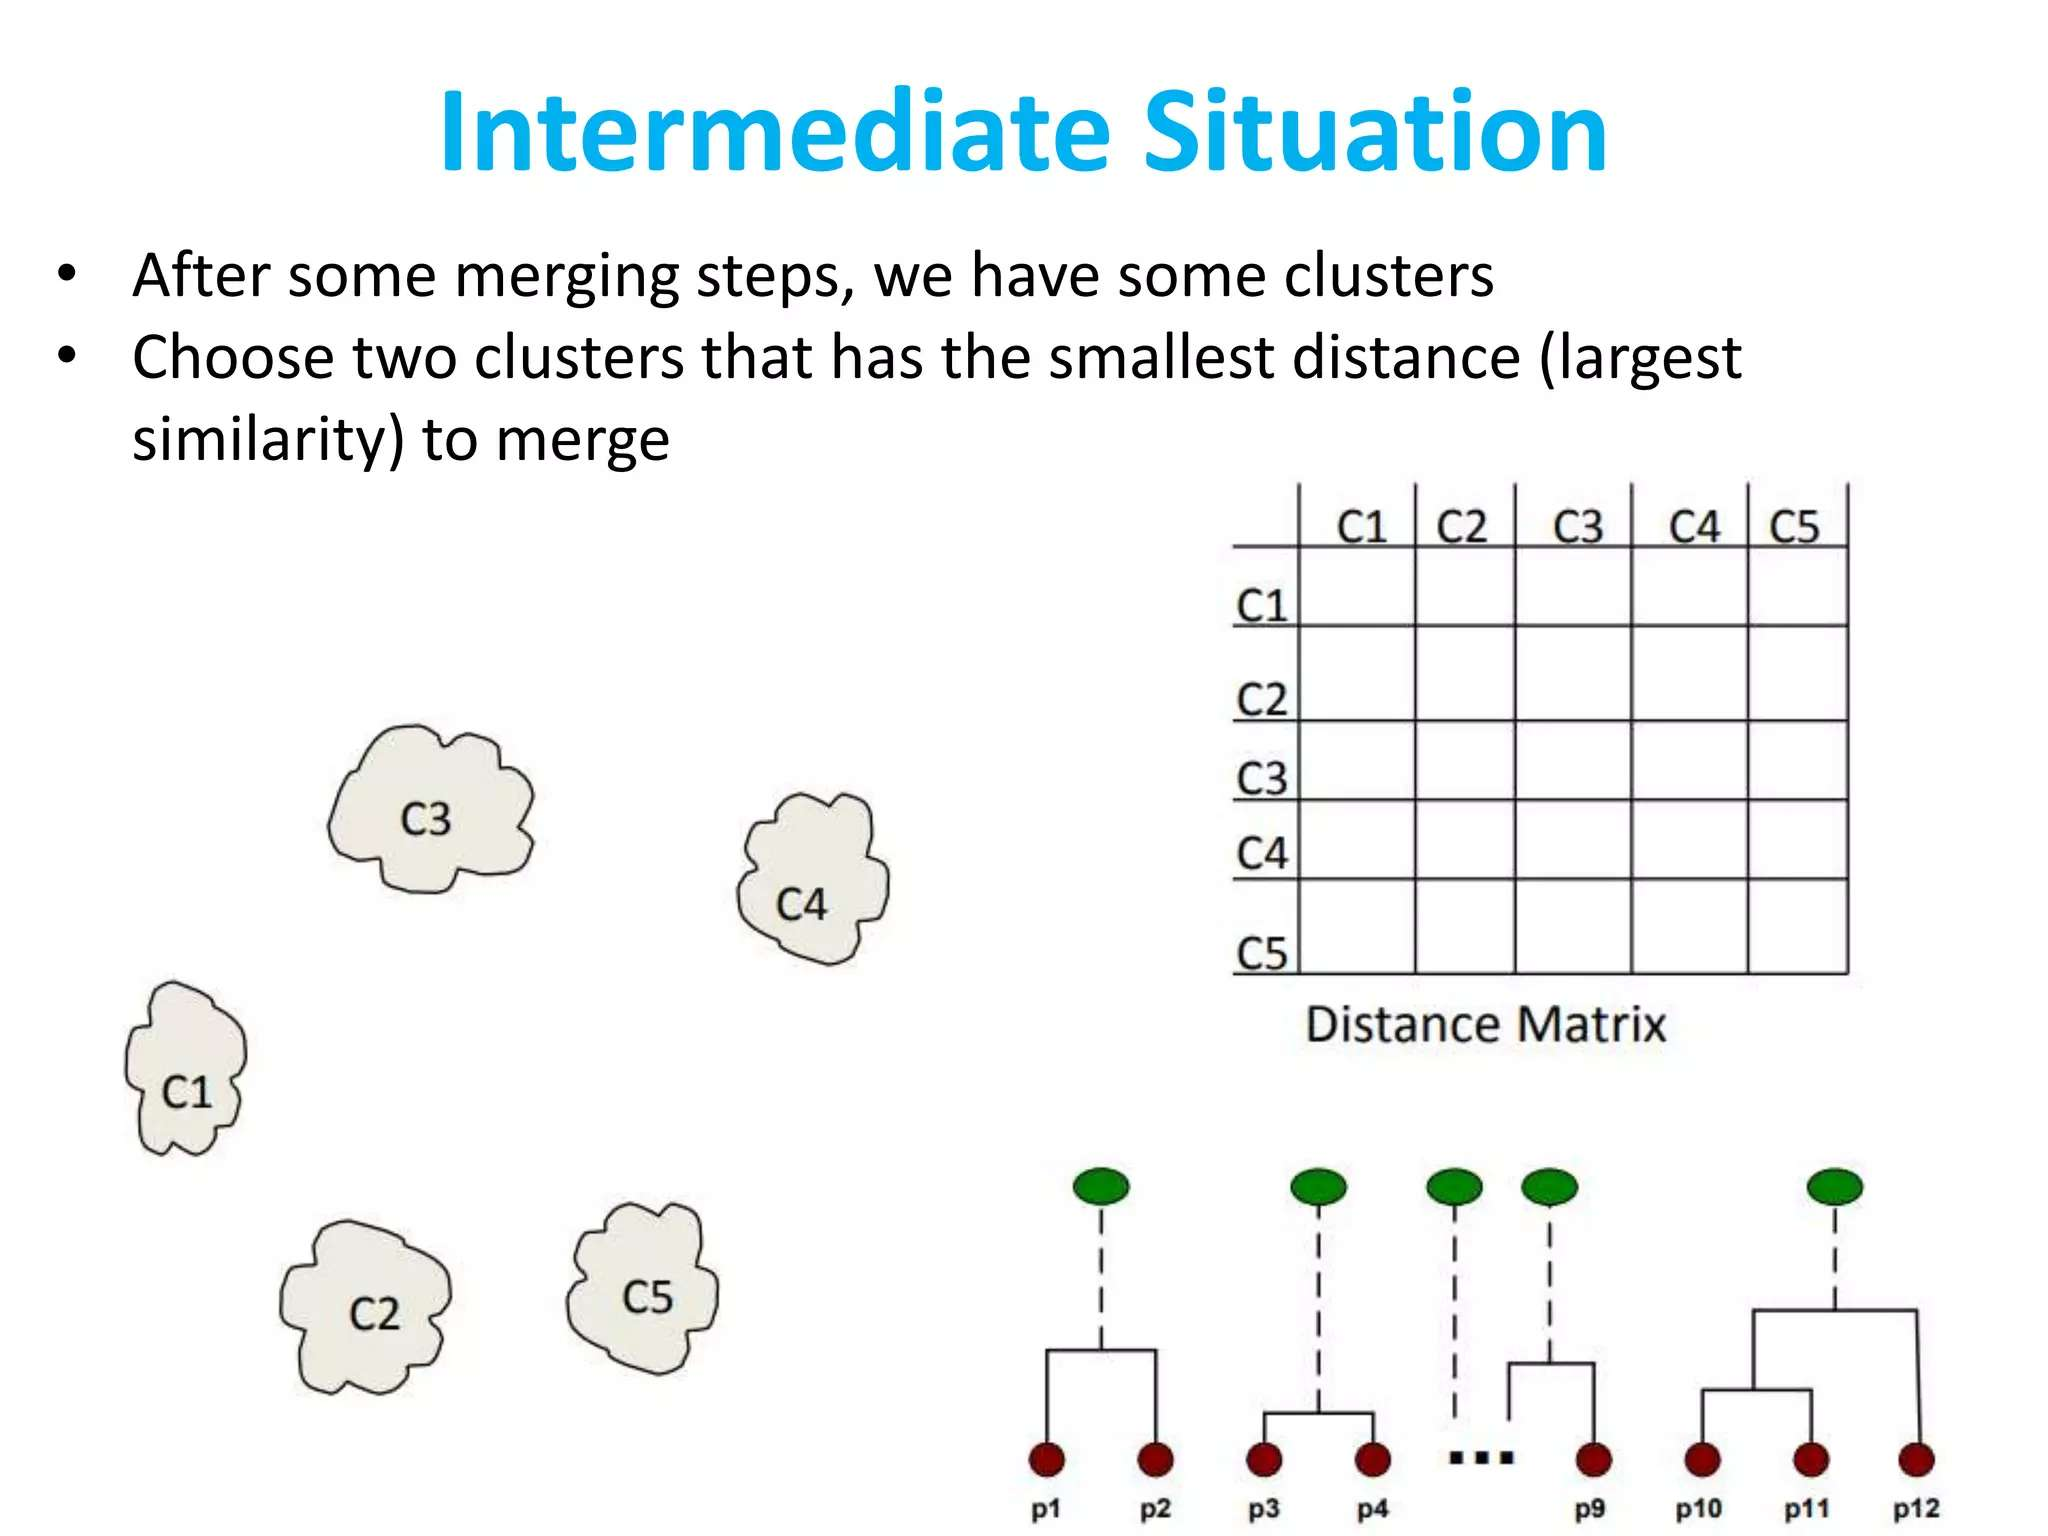 Intermediate Situation
• After some merging steps, we have some clusters
• Choose two clusters that has the smallest distance (largest
similarity) to merge
C1 C2 C3 C4 C5
C1
C2
C3
C4
C5
Distance Matrix
C3
C4
C1
C2
C5
...
p1 p2 p3 p4 p9 p10 p11 p12